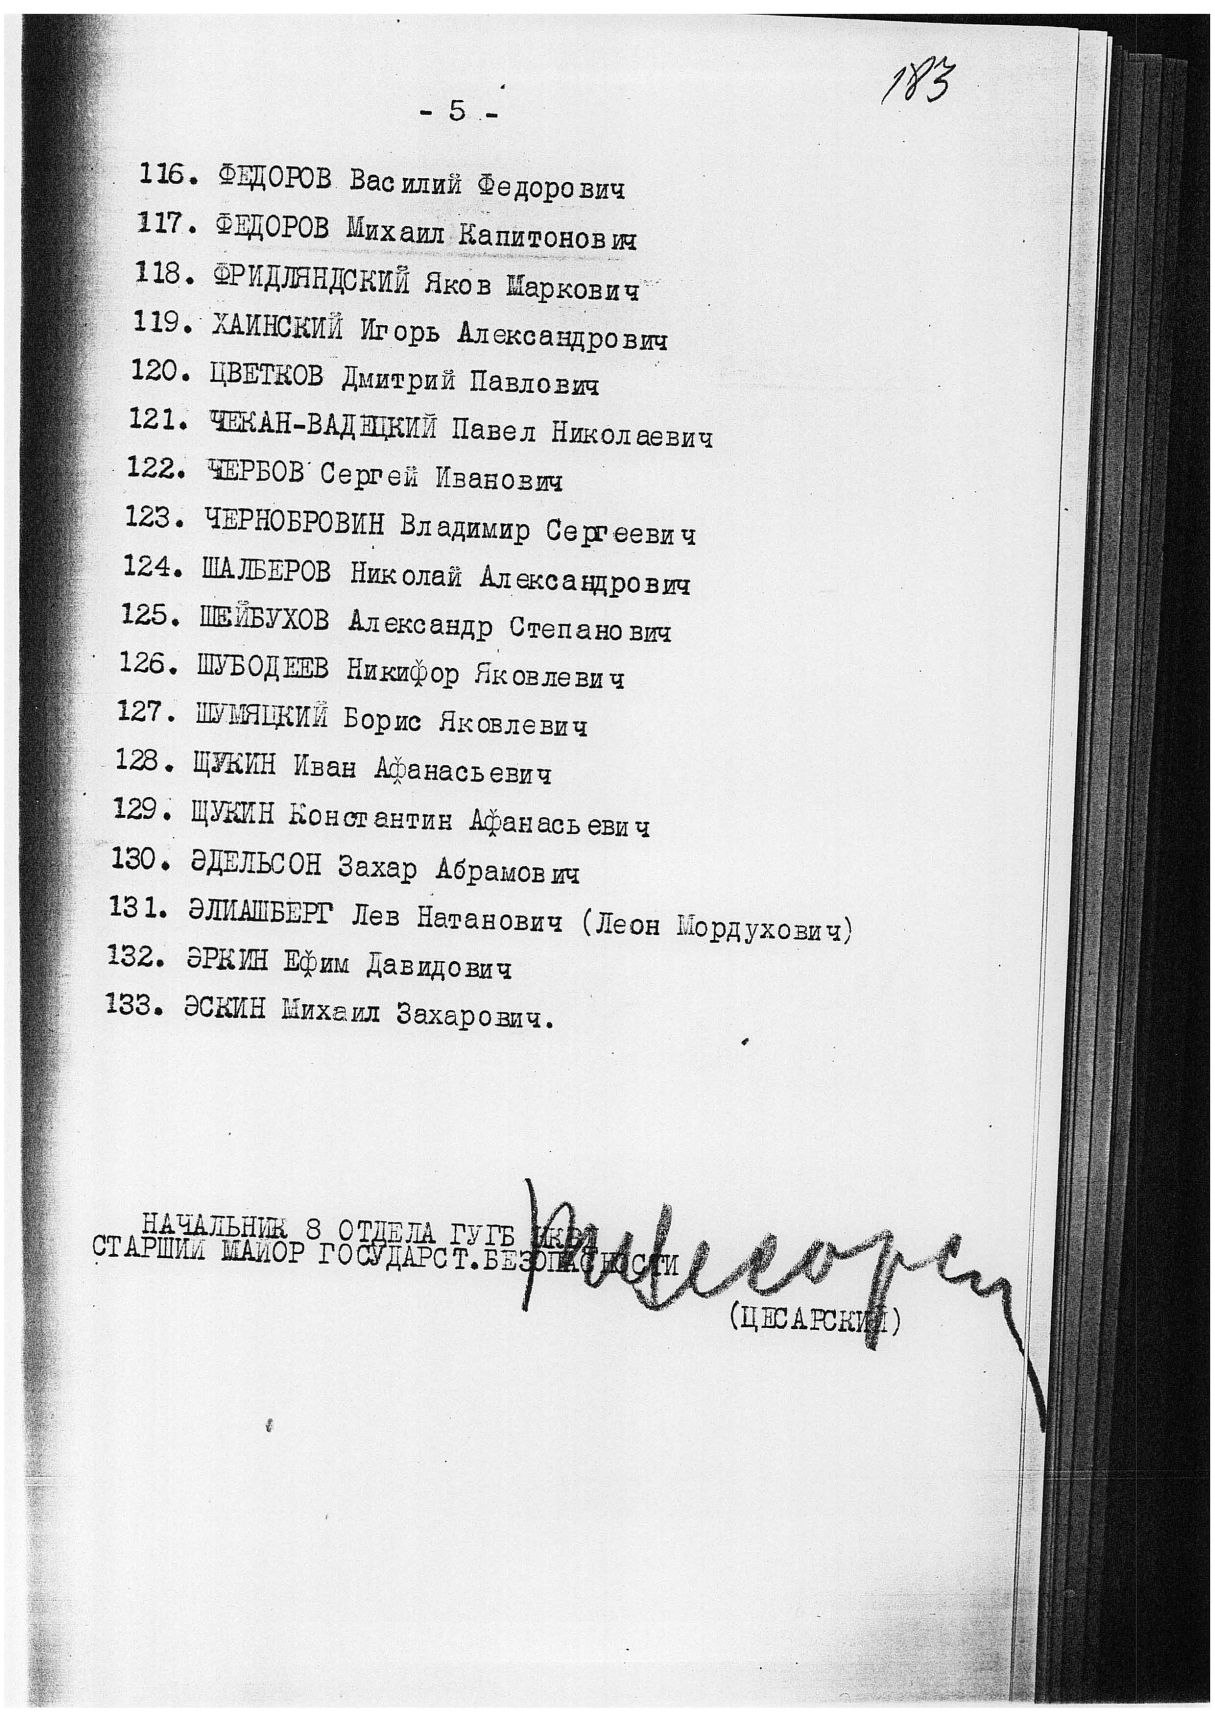 183
- 5 -
116. ФЕДОРОВ Василий Федорович
117. ФЕДОРОВ Михаил Капитонович
118. ФРИДЛЯНДСКИЙ Яков Маркович
119. ХАИНСКИЙ Игорь Александрович
120. ЦВЕТКОВ Дмитрий Павлович
121. ЧЕКАН-ВАДЕЦКИЙ Павел Николаевич
122. ЧЕРБОВ Сергей Иванович
123. ЧЕРНОБРОВИН Владимир Сергеевич
124. ШАЛБЕРОВ Николай Александрович
125. ШЕЙБУХОВ Александр Степанович
126. ШУБОДЕЕВ Никифор Яковлевич
127. ШУМЯЦКИЙ Борис Яковлевич
128. ЩУКИН Иван Афанасьевич
129. ЩУКИН Константин Афанасьевич
130. ЭДЕЛЬСОН Захар Абрамович
131. ЭЛИАШБЕРГ Лев Натанович (Леон Мордухович)
132. ЭРКИН Ефим Давидович
133. ЭСКИН Михаил Захарович.
НАЧАЛЬНИК 8 ОТДЕЛА ГУГБ НКВД
СТАРШИЙ МАЙОР ГОСУДАРСТ.БЕЗОПАСНОСТИ
(ЦЕСАРСКИЙ)